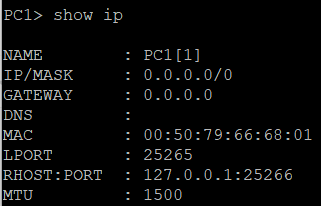 PC1> show ip
NAME        : PC1[1]
IP/MASK     : 0.0.0.0/0
GATEWAY     : 0.0.0.0
DNS         :
MAC         : 00:50:79:66:68:01
LPORT       : 25265
RHOST:PORT  : 127.0.0.1:25266
MTU         : 1500